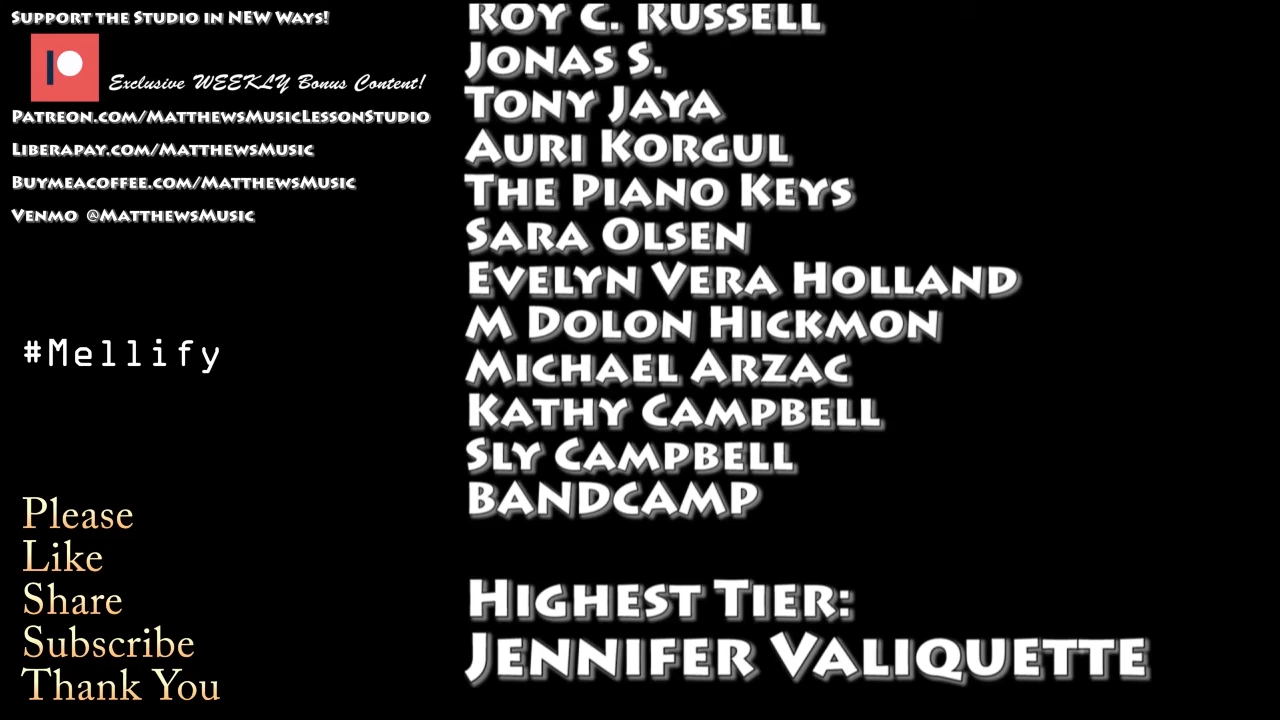 Support the Studio in NEW Ways!
Exclusive WEEKLY Bonus Content!
Patreon.com/MatthewsMusicLessonStudio
Liberapay.com/MatthewsMusic
Buymeacoffee.com/MatthewsMusic
Venmo @MatthewsMusic
#Mellify
Please
Like
Share
Subscribe
Thank You
Roy C. Russell
Jonas S.
Tony Jaya
Auri Korgul
The Piano Keys
Sara Olsen
Evelyn Vera Holland
M Dolon Hickmon
Michael Arzac
Kathy Campbell
Sly Campbell
BANDCAMP
Highest Tier:
Jennifer Valiquette